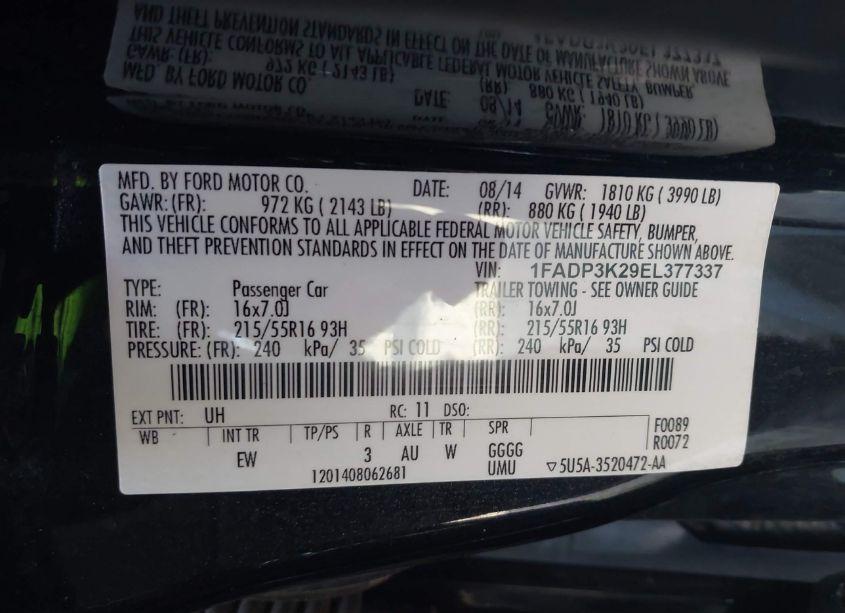 MFD. BY FORD MOTOR CO. DATE: 08/14 GVWR: 1810 KG ( 3990 LB)
GAWR: (FR): 972 KG ( 2143 LB) (RR): 880 KG ( 1940 LB)
THIS VEHICLE CONFORMS TO ALL APPLICABLE FEDERAL MOTOR VEHICLE SAFETY, BUMPER,
AND THEFT PREVENTION STANDARDS IN EFFECT ON THE DATE OF MANUFACTURE SHOWN ABOVE.
VIN: 1FADP3K29EL377337
TYPE: Passenger Car TRAILER TOWING - SEE OWNER GUIDE
RIM: (FR): 16x7.0J (RR): 16x7.0J
TIRE: (FR): 215/55R16 93H (RR): 215/55R16 93H
PRESSURE: (FR): 240 kPa/ 35 PSI COLD (RR): 240 kPa/ 35 PSI COLD
EXT PNT: UH RC: 11 DSO: F0089
WB INT TR TP/PS R AXLE TR SPR R0072
EW 3 AU W GGGG
1201408062681 UMU ▽5U5A-3520472-AA